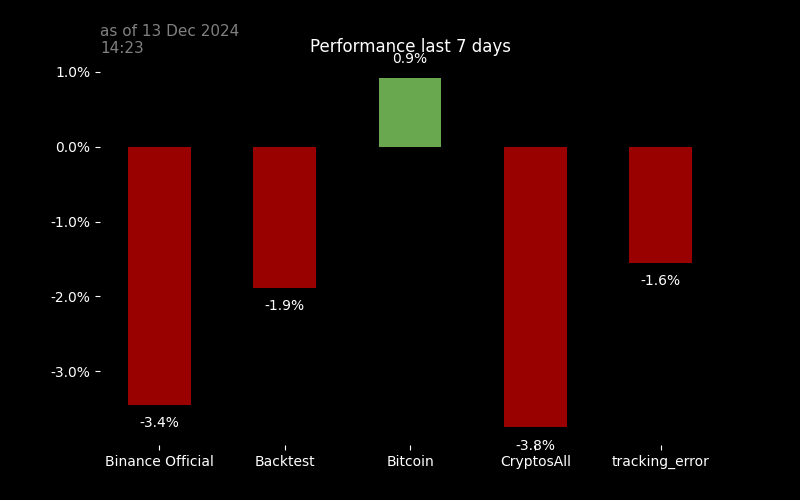 as of 13 Dec 2024
14:23
Performance last 7 days
0.9%
1.0%
0.0%
-1.0%
-2.0%
-3.0%
-1.9%
-1.6%
-3.4%
-3.8%
Binance Official
Backtest
Bitcoin
CryptosAll
tracking_error